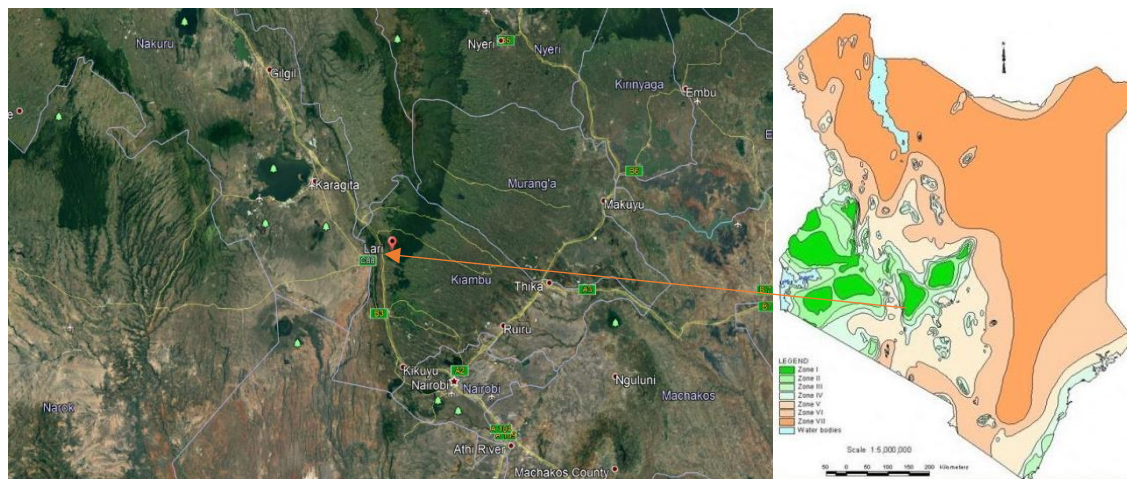 Nakuru
Nyeri
Nyeri
Gilgil
Kirinyaga
Embu
Karagita
Murang'a
B6
Makuyu
Lari
C88
Kiambu
Thika
A3
B3
Ruiru
Kikuyu
A2
Nairobi
Nairobi
Nguluni
Narok
Machakos
Athi River
Machakos County
LEGEND
Zone I
Zone II
Zone III
Zone IV
Zone V
Zone VI
Zone VII
Water bodies
Scale 1:5,000,000
50 0 50 100 150 200 Kilometers